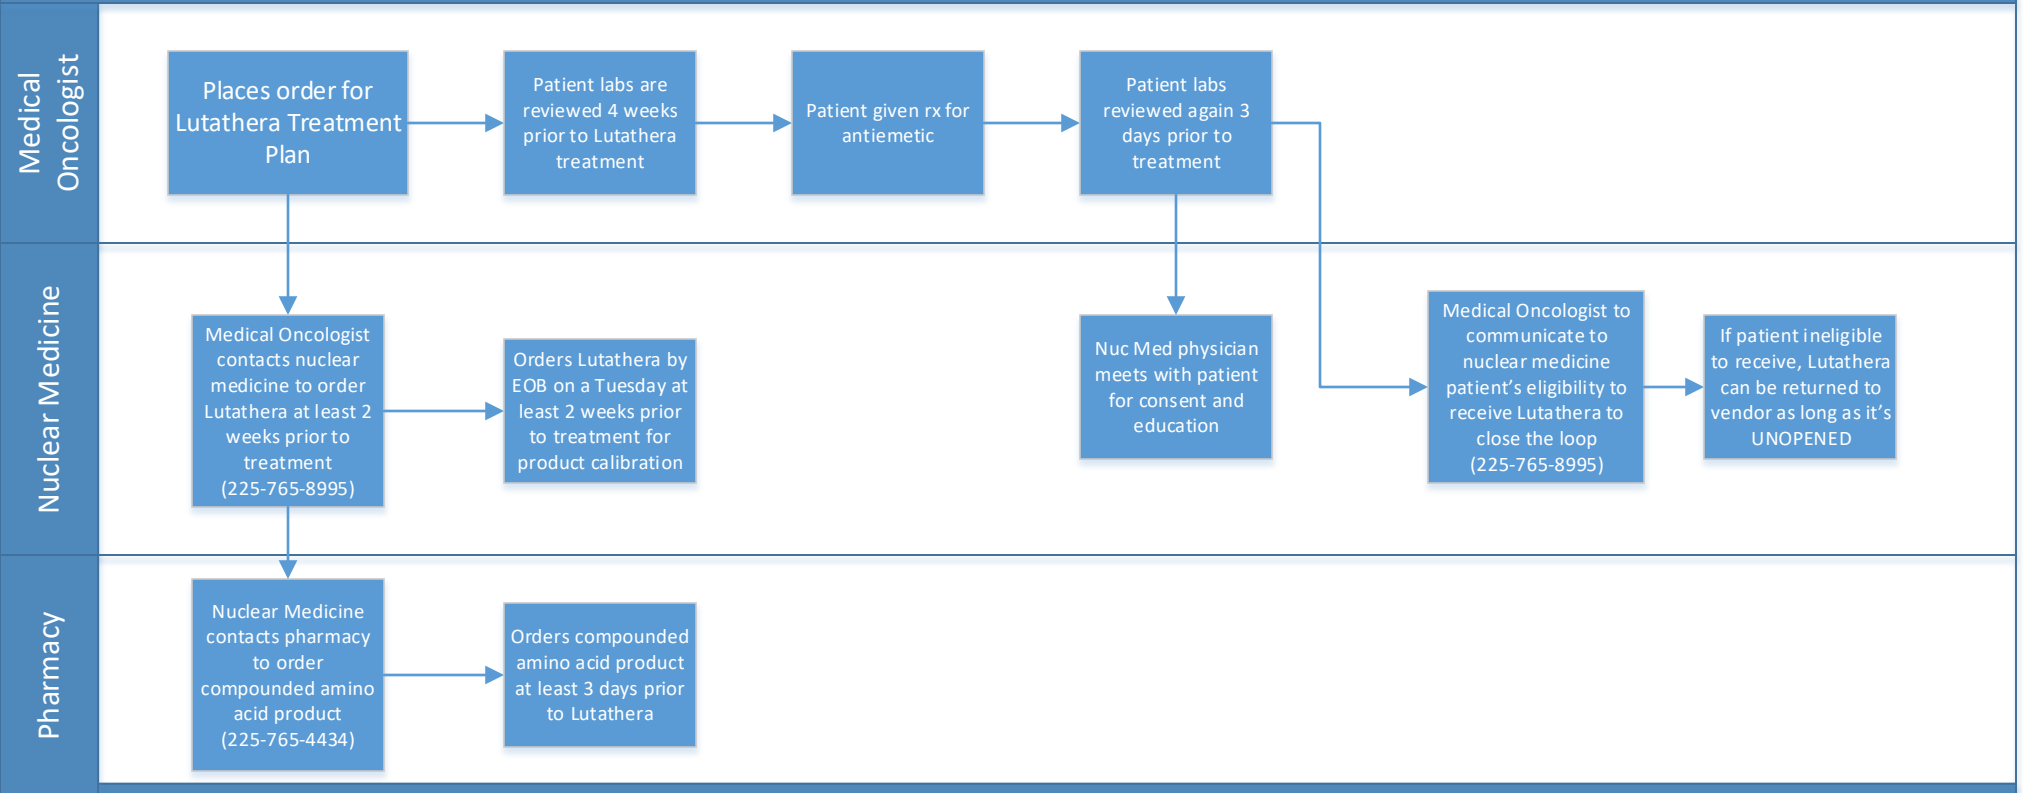 Medical
Oncologist
Places order for
Lutathera Treatment
Plan
Patient labs are
reviewed 4 weeks
prior to Lutathera
treatment
Patient given rx for
antiemetic
Patient labs
reviewed again 3
days prior to
treatment
Nuclear Medicine
Medical Oncologist
contacts nuclear
medicine to order
Lutathera at least 2
weeks prior to
treatment
(225-765-8995)
Orders Lutathera by
EOB on a Tuesday at
least 2 weeks prior
to treatment for
product calibration
Nuc Med physician
meets with patient
for consent and
education
Medical Oncologist to
communicate to
nuclear medicine
patient’s eligibility to
receive Lutathera to
close the loop
(225-765-8995)
If patient ineligible
to receive, Lutathera
can be returned to
vendor as long as it’s
UNOPENED
Pharmacy
Nuclear Medicine
contacts pharmacy
to order
compounded amino
acid product
(225-765-4434)
Orders compounded
amino acid product
at least 3 days prior
to Lutathera